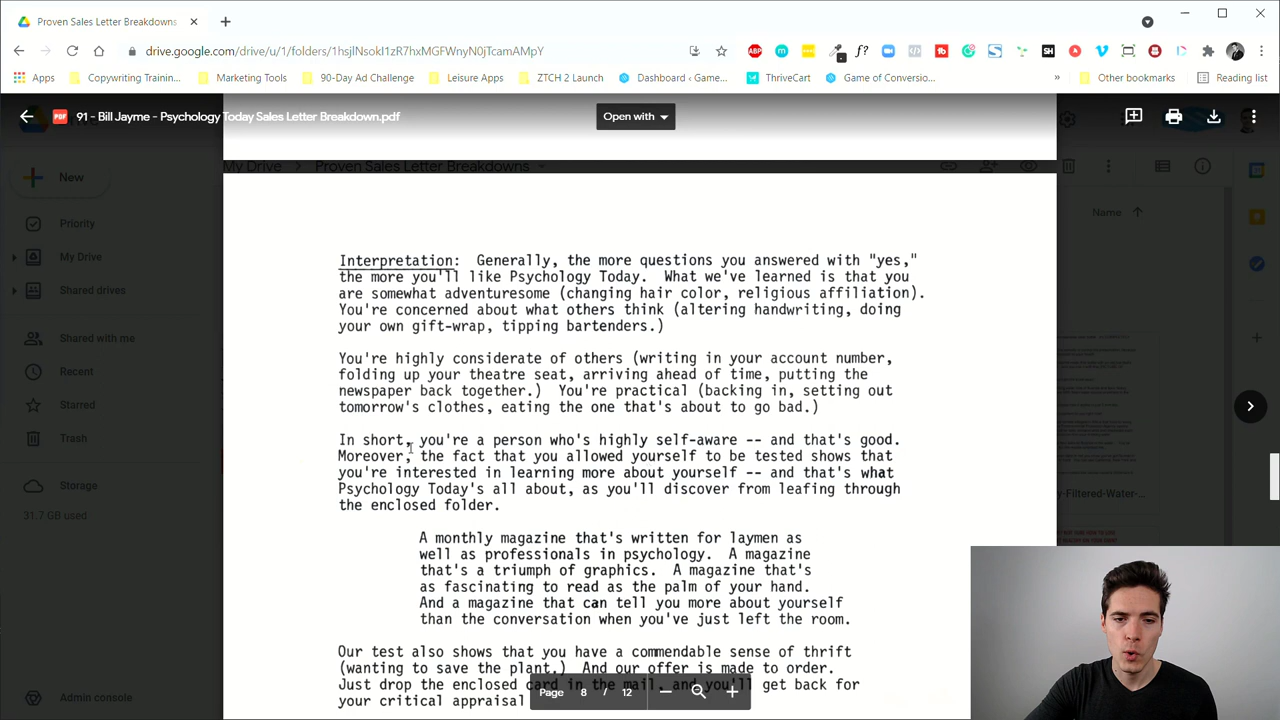 Proven Sales Letter Breakdowns
drive.google.com/drive/u/1/folders/1hsjlNsokl1zR7hxMGFWnyN0jTcamAMpY
Apps
Copywriting Trainin...
Marketing Tools
90-Day Ad Challenge
Leisure Apps
ZTCH 2 Launch
Dashboard ‹ Game...
ThriveCart
Game of Conversio...
»
Other bookmarks
Reading list
91 - Bill Jayme - Psychology Today Sales Letter Breakdown.pdf
Open with
My Drive
Proven Sales Letter Breakdowns
New
Priority
My Drive
Shared drives
Shared with me
Recent
Starred
Trash
Storage
31.7 GB used
Admin console
Name
Interpretation: Generally, the more questions you answered with "yes,"
the more you'll like Psychology Today. What we've learned is that you
are somewhat adventuresome (changing hair color, religious affiliation).
You're concerned about what others think (altering handwriting, doing
your own gift-wrap, tipping bartenders.)
You're highly considerate of others (writing in your account number,
folding up your theatre seat, arriving ahead of time, putting the
newspaper back together.) You're practical (backing in, setting out
tomorrow's clothes, eating the one that's about to go bad.)
In short, you're a person who's highly self-aware -- and that's good.
Moreover, the fact that you allowed yourself to be tested shows that
you're interested in learning more about yourself -- and that's what
Psychology Today's all about, as you'll discover from leafing through
the enclosed folder.
A monthly magazine that's written for laymen as
well as professionals in psychology. A magazine
that's a triumph of graphics. A magazine that's
as fascinating to read as the palm of your hand.
And a magazine that can tell you more about yourself
than the conversation when you've just left the room.
Our test also shows that you have a commendable sense of thrift
(wanting to save the plant.) And our offer is made to order.
Just drop the enclosed card in the mail, and you'll get back for
your critical appraisal
Page 8 / 12
y-Filtered-Water-...